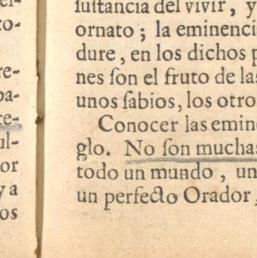 co-
re-
ba-
te-
ul-
or
y a
os
ſuſtancia del vivir, y
ornato; la eminenci
dure, en los dichos p
nes ſon el fruto de las
unos ſabios, los otro
Conocer las emine
glo. No ſon muchas
todo un mundo, un
un perfecto Orador,